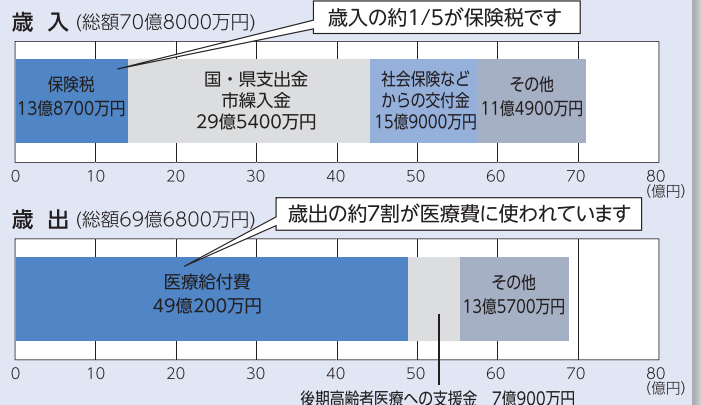 歳入の約1/5が保険税です
歳 入 (総額70億8000万円)
保険税
13億8700万円
国・県支出金
市繰入金
29億5400万円
社会保険など
からの交付金
15億9000万円
その他
11億4900万円
0 10 20 30 40 50 60 70 80
(億円)
歳出の約7割が医療費に使われています
歳 出 (総額69億6800万円)
医療給付費
49億200万円
その他
13億5700万円
0 10 20 30 40 50 60 70 80
(億円)
後期高齢者医療への支援金 7億900万円